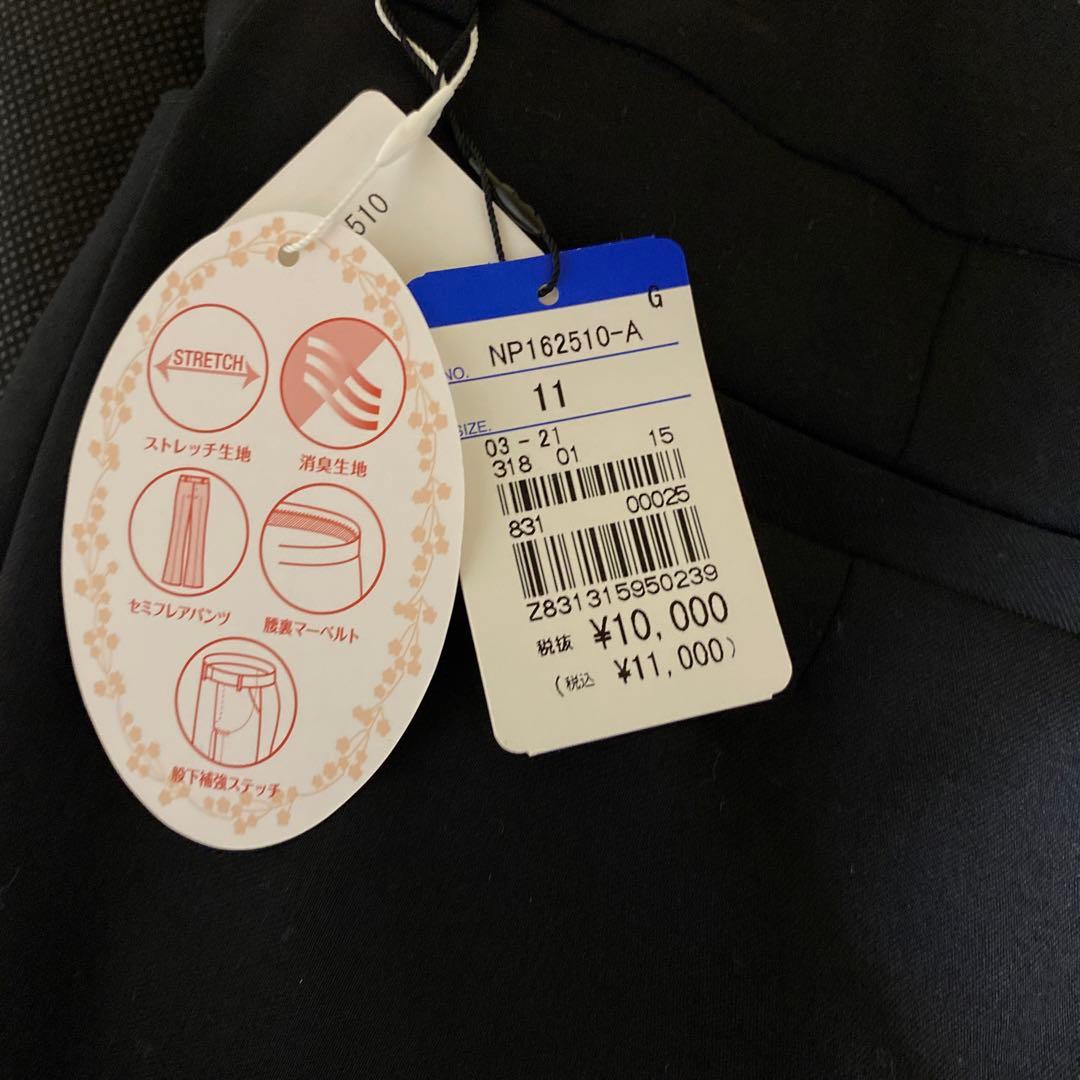 510
STRETCH
ストレッチ生地
消臭生地
セミフレアパンツ
腰裏マーベルト
股下補強ステッチ
G
NO. NP162510-A
SIZE. 11
03-21
318 01 15
831 00025
Z831315950239
税抜 ¥10,000
(税込 ¥11,000)